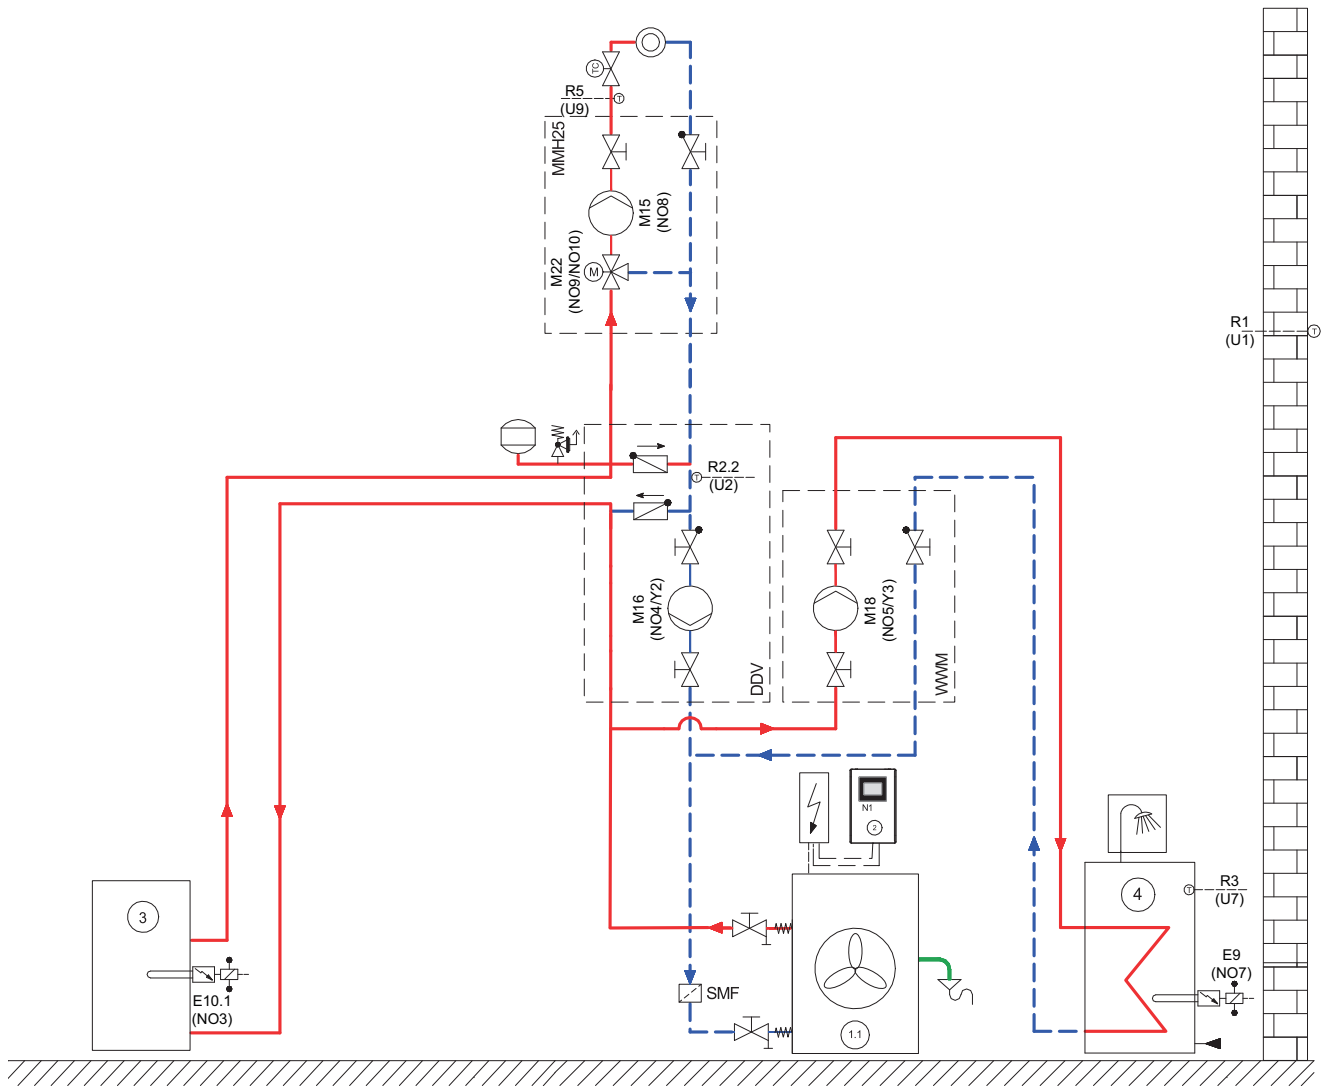 TC
R5
(U9)
T
MMH25
M15
(NO8)
M22
(NO9/NO10)
M
R1
(U1)
T
R2.2
(U2)
T
M16
(NO4/Y2)
DDV
M18
(NO5/Y3)
WWM
N1
2
3
E10.1
(NO3)
SMF
1.1
4
T
R3
(U7)
E9
(NO7)